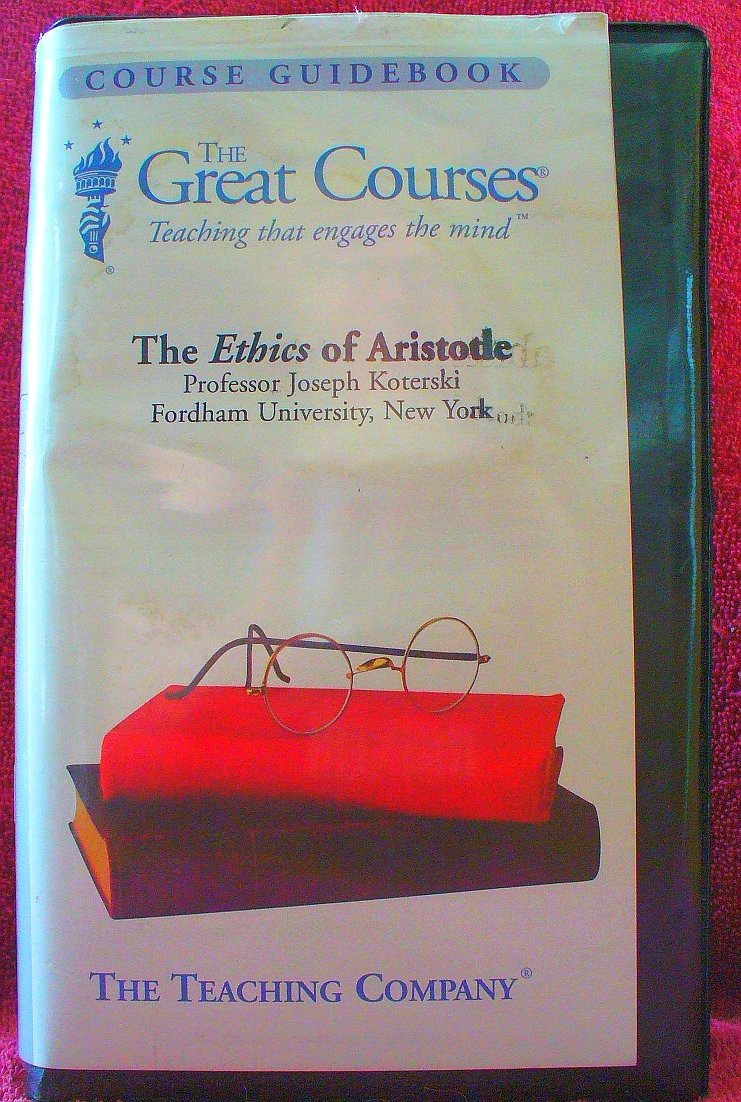 COURSE GUIDEBOOK
THE
Great Courses®
Teaching that engages the mind™
®
The Ethics of Aristotle
Professor Joseph Koterski
Fordham University, New York
THE TEACHING COMPANY®